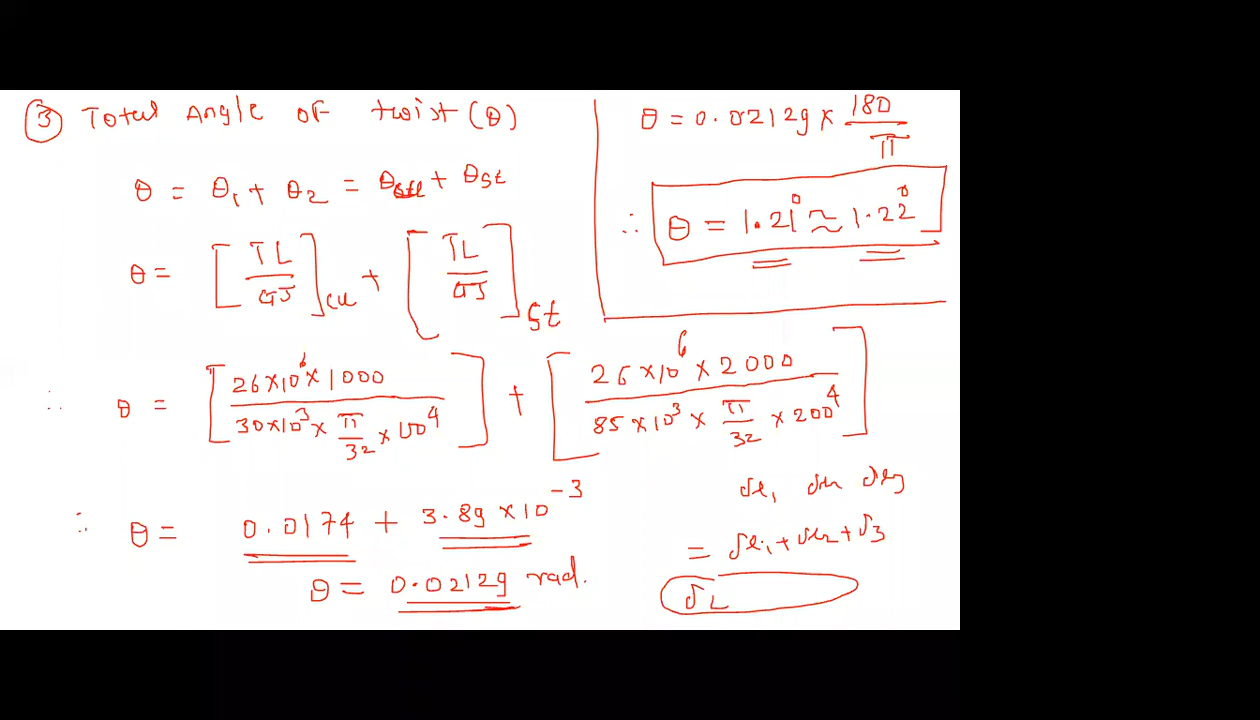 ③ Total Angle of twist (θ)
θ = θ₁ + θ₂ = θ + θst
θ = [TL/GJ]cu + [TL/GJ]St
∴ θ = [26×10⁶×1000 / 30×10³×π/32×100⁴] + [26×10⁶×2000 / 85×10³×π/32×200⁴]
∴ θ = 0.0174 + 3.89×10⁻³
θ = 0.02129 rad.
θ = 0.02129 × 180/π
∴ θ = 1.21° ≈ 1.22°
= δl₁ + δl₂ + δ3
δL